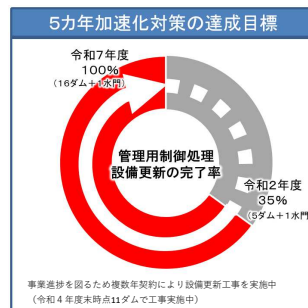 5カ年加速化対策の達成目標
令和7年度
100%
(16ダム+1水門)
管理用制御処理
設備更新の完了率
令和2年度
35%
(5ダム+1水門)
事業進捗を図るため複数年契約により設備更新工事を実施中
(令和4年度末時点11ダムで工事実施中)